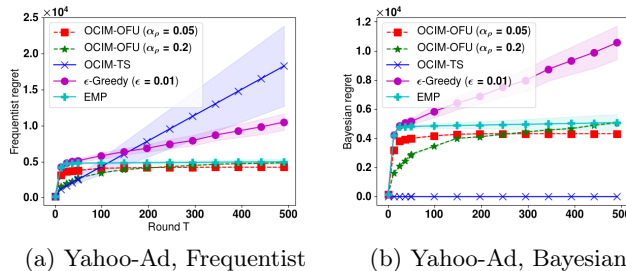 ×10⁴
OCIM-OFU (αρ = 0.05)
OCIM-OFU (αρ = 0.2)
OCIM-TS
ϵ-Greedy (ϵ = 0.01)
EMP
Frequentist regret
2.5
2.0
1.5
1.0
0.5
0.0
0 100 200 300 400 500
Round T
(a) Yahoo-Ad, Frequentist
×10⁴
OCIM-OFU (αρ = 0.05)
OCIM-OFU (αρ = 0.2)
OCIM-TS
ϵ-Greedy (ϵ = 0.01)
EMP
Bayesian regret
1.2
1.0
0.8
0.6
0.4
0.2
0.0
0 100 200 300 400 500
(b) Yahoo-Ad, Bayesian